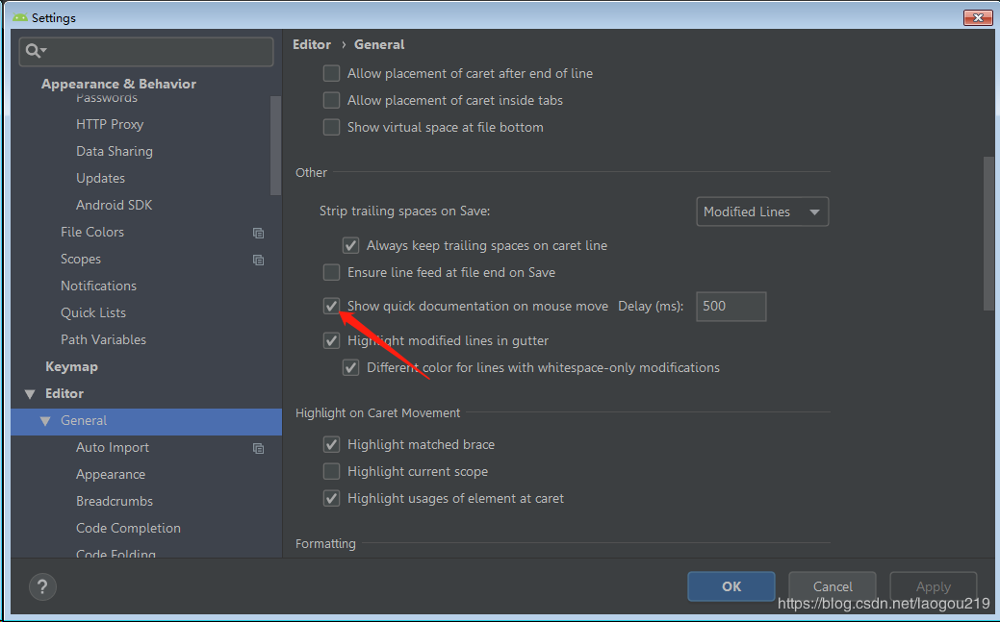 Settings
Editor › General
Appearance & Behavior
Passwords
HTTP Proxy
Data Sharing
Updates
Android SDK
File Colors
Scopes
Notifications
Quick Lists
Path Variables
Keymap
Editor
General
Auto Import
Appearance
Breadcrumbs
Code Completion
Code Folding
Allow placement of caret after end of line
Allow placement of caret inside tabs
Show virtual space at file bottom
Other
Strip trailing spaces on Save: Modified Lines
Always keep trailing spaces on caret line
Ensure line feed at file end on Save
Show quick documentation on mouse move Delay (ms): 500
Highlight modified lines in gutter
Different color for lines with whitespace-only modifications
Highlight on Caret Movement
Highlight matched brace
Highlight current scope
Highlight usages of element at caret
Formatting
? OK Cancel Apply
https://blog.csdn.net/laogou219